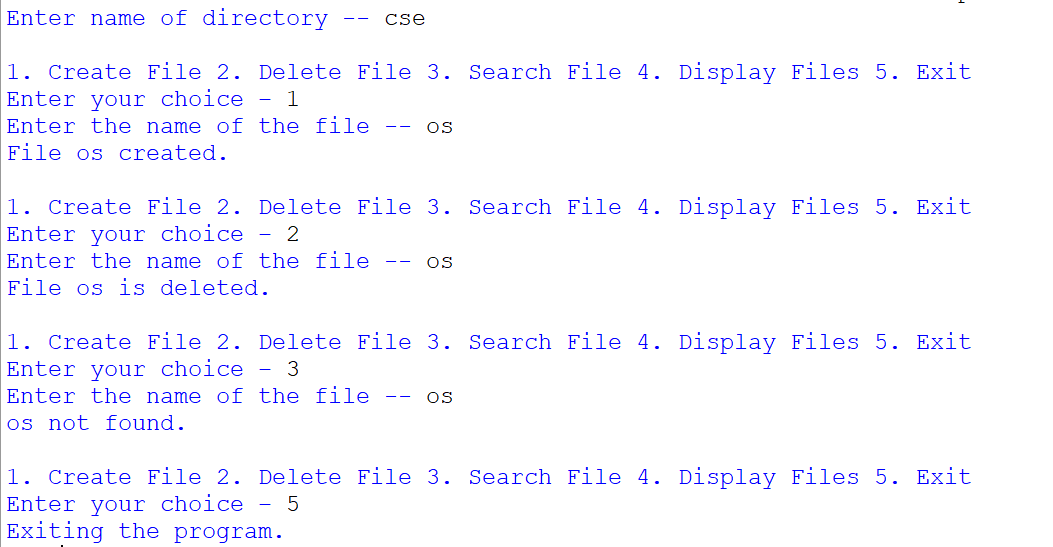 Enter name of directory -- cse
1. Create File 2. Delete File 3. Search File 4. Display Files 5. Exit
Enter your choice - 1
Enter the name of the file -- os
File os created.
1. Create File 2. Delete File 3. Search File 4. Display Files 5. Exit
Enter your choice - 2
Enter the name of the file -- os
File os is deleted.
1. Create File 2. Delete File 3. Search File 4. Display Files 5. Exit
Enter your choice - 3
Enter the name of the file -- os
os not found.
1. Create File 2. Delete File 3. Search File 4. Display Files 5. Exit
Enter your choice - 5
Exiting the program.